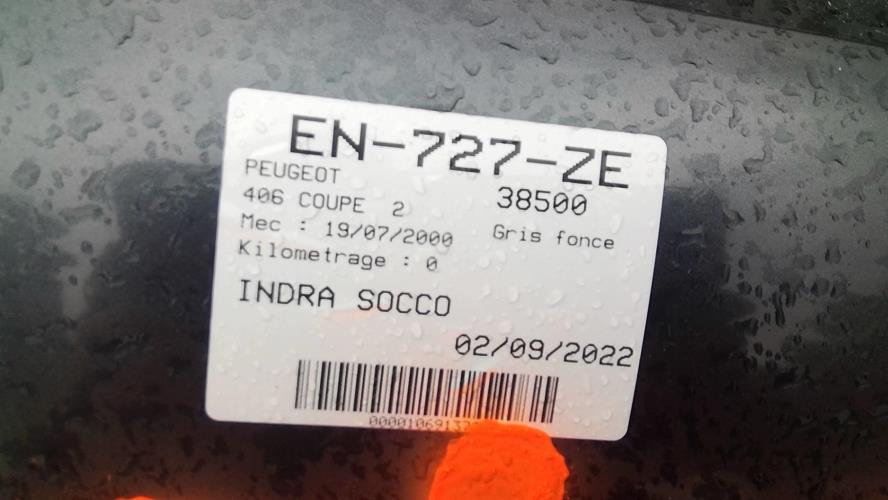 EN-727-ZE
PEUGEOT
406 COUPE 2 38500
Mec : 19/07/2000 Gris fonce
Kilometrage : 0
INDRA SOCCO
02/09/2022